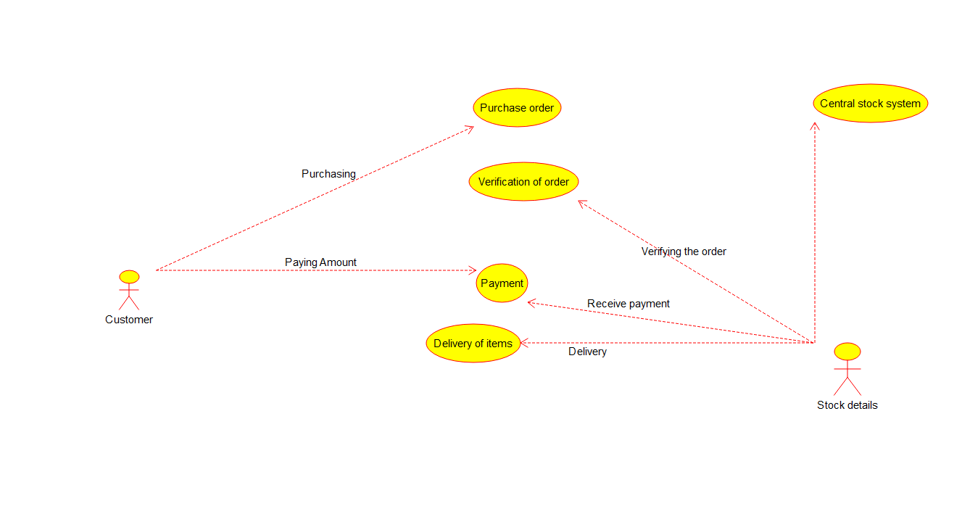 Purchase order
Central stock system
Purchasing
Verification of order
Verifying the order
Paying Amount
Payment
Receive payment
Customer
Delivery of items
Delivery
Stock details